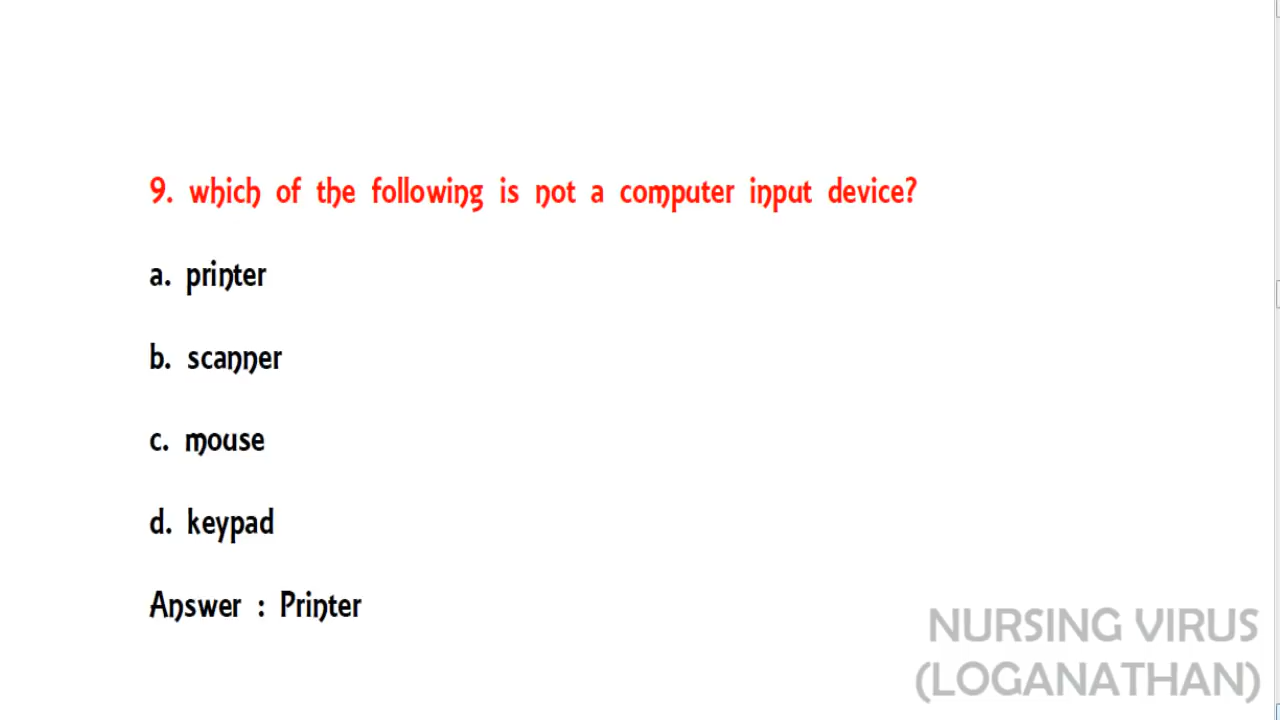 9. which of the following is not a computer input device?
a. printer
b. scanner
c. mouse
d. keypad
Answer : Printer
NURSING VIRUS
(LOGANATHAN)